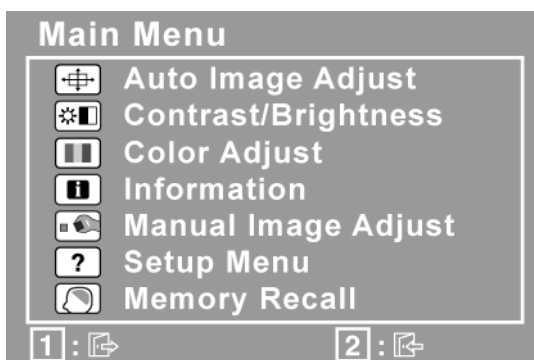 Main Menu
Auto Image Adjust
Contrast/Brightness
Color Adjust
i Information
Manual Image Adjust
? Setup Menu
Memory Recall
1 : 2 :